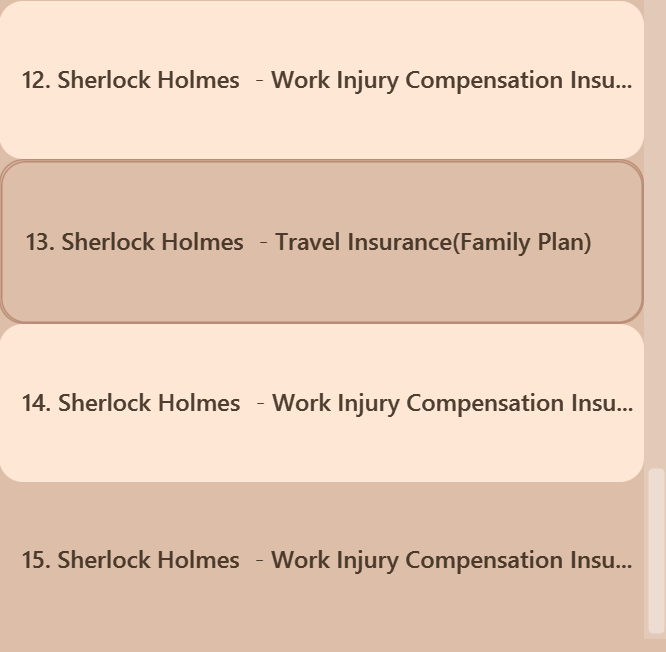 12. Sherlock Holmes - Work Injury Compensation Insu...
13. Sherlock Holmes - Travel Insurance(Family Plan)
14. Sherlock Holmes - Work Injury Compensation Insu...
15. Sherlock Holmes - Work Injury Compensation Insu...